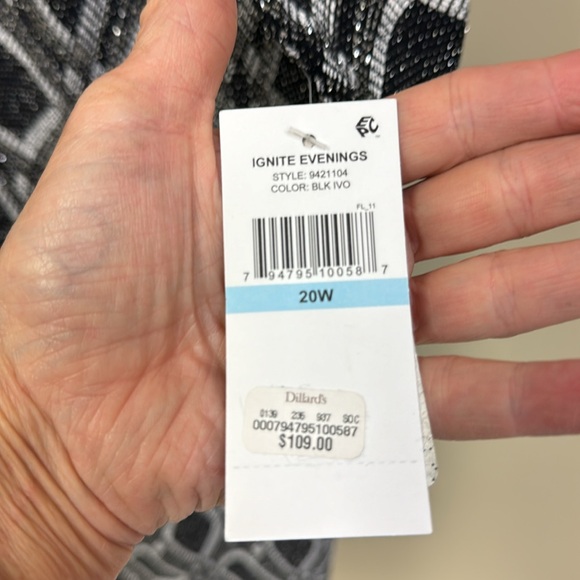 EPC
IGNITE EVENINGS
STYLE: 9421104
COLOR: BLK IVO
FL_11
7 94795 10058 7
20W
Dillard's
0139 236 937 SOC
000794795100587
$109.00